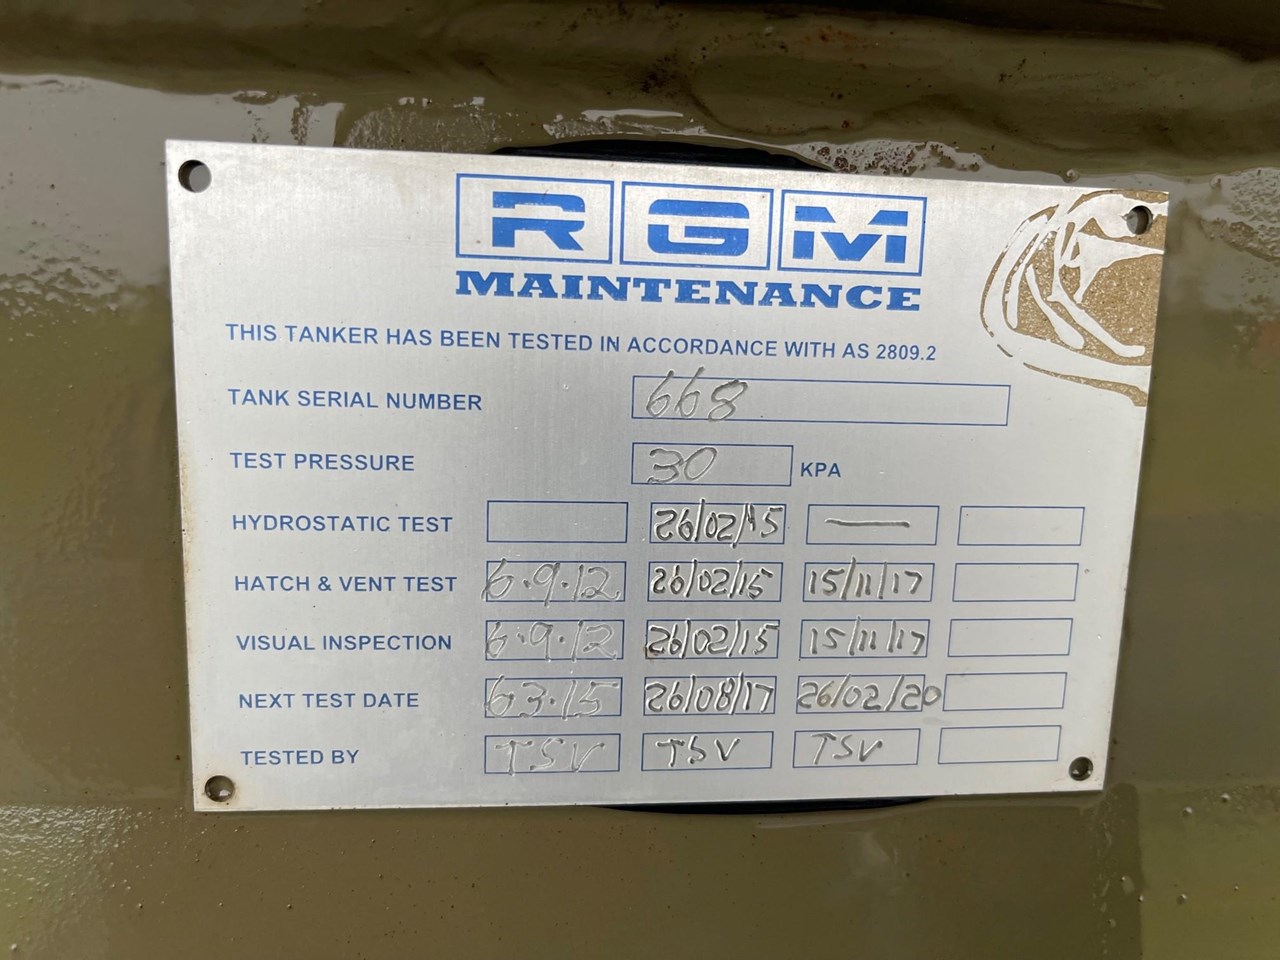 RGM
MAINTENANCE
THIS TANKER HAS BEEN TESTED IN ACCORDANCE WITH AS 2809.2
TANK SERIAL NUMBER 668
TEST PRESSURE 30 KPA
HYDROSTATIC TEST 26/02/15 —
HATCH & VENT TEST 6.9.12 26/02/15 15/11/17
VISUAL INSPECTION 6.9.12 26/02/15 15/11/17
NEXT TEST DATE 63.15 26/08/17 26/02/20
TESTED BY TSV TSV TSV